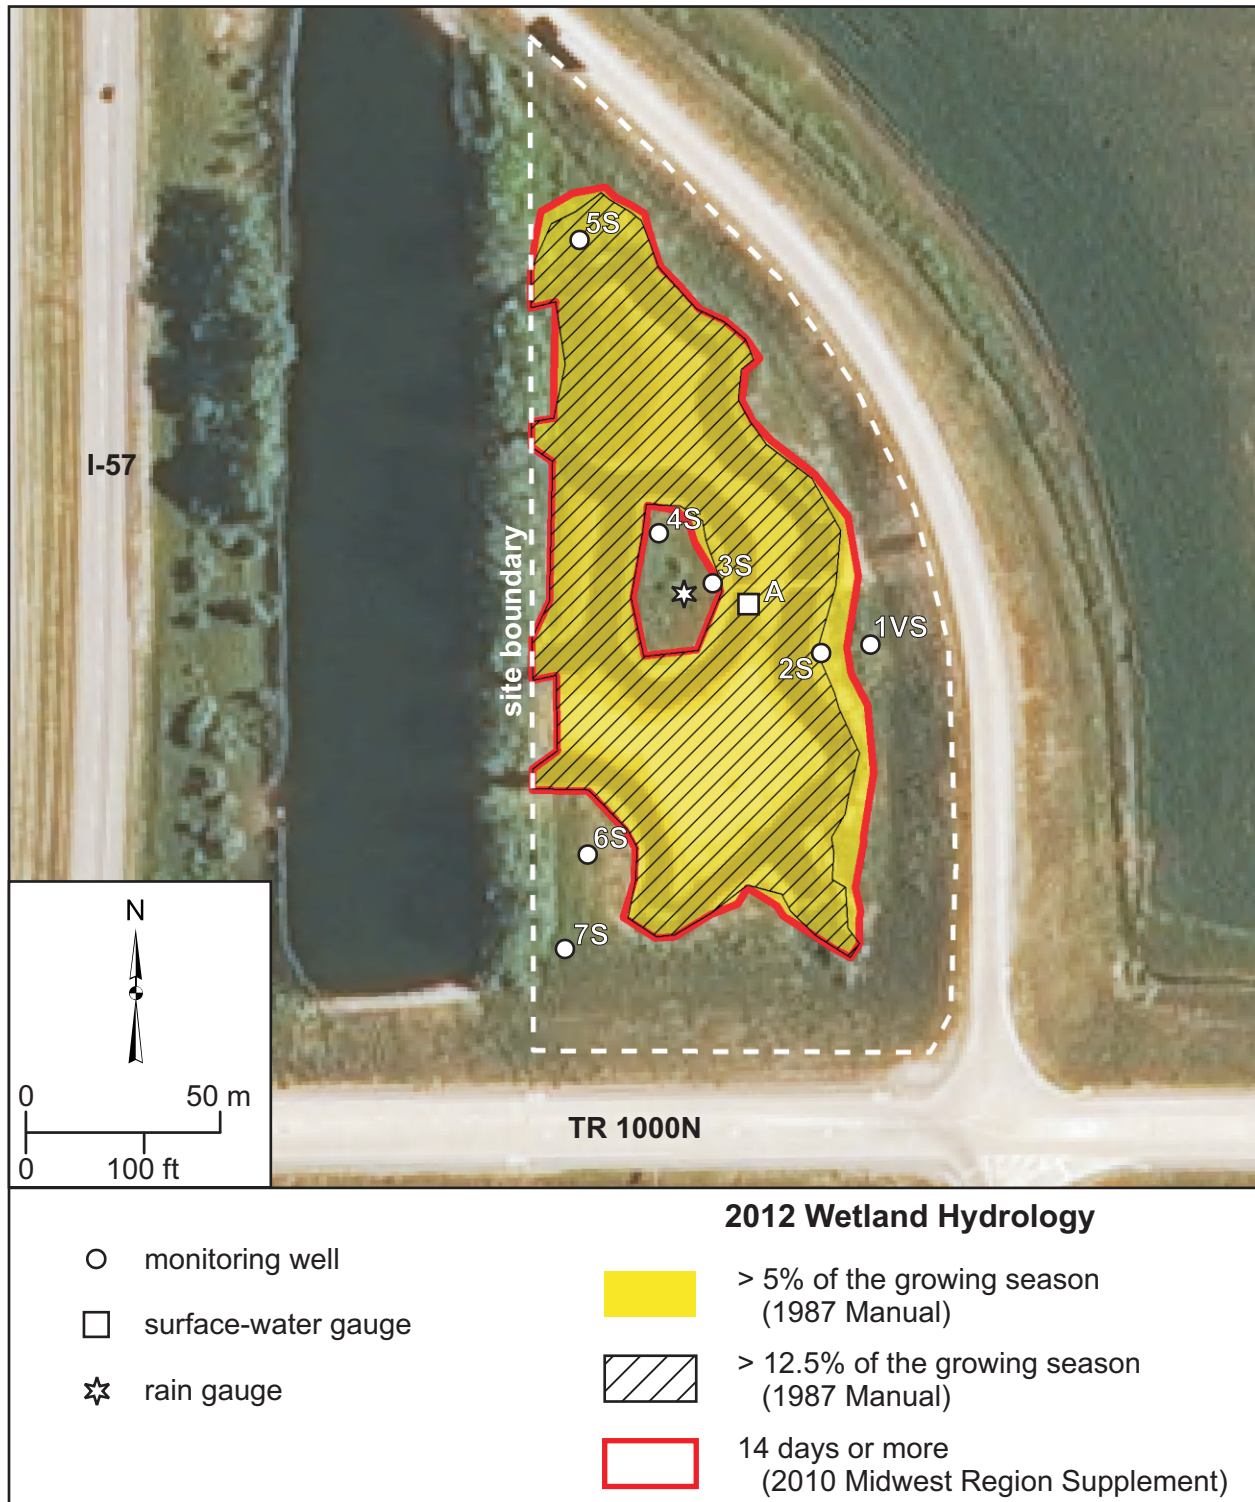 5S
I-57
4S
3S
A
site boundary
1VS
2S
6S
7S
N
0 50 m
0 100 ft
TR 1000N
2012 Wetland Hydrology
monitoring well
surface-water gauge
rain gauge
> 5% of the growing season
(1987 Manual)
> 12.5% of the growing season
(1987 Manual)
14 days or more
(2010 Midwest Region Supplement)